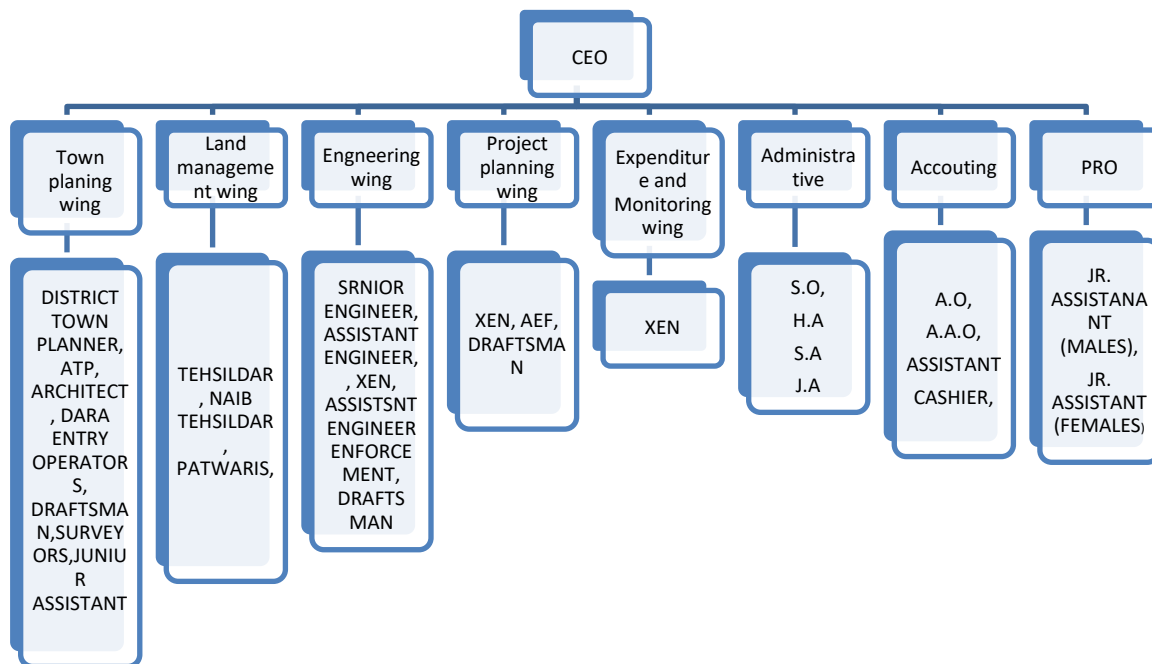 CEO
Town
planing
wing
Land
manageme
nt wing
Engneering
wing
Project
planning
wing
Expenditur
e and
Monitoring
wing
Administra
tive
Accouting
PRO
DISTRICT
TOWN
PLANNER,
ATP,
ARCHITECT
, DARA
ENTRY
OPERATOR
S,
DRAFTSMA
N,SURVEY
ORS,JUNIU
R
ASSISTANT
TEHSILDAR
, NAIB
TEHSILDAR
,
PATWARIS,
SRNIOR
ENGINEER,
ASSISTANT
ENGINEER,
, XEN,
ASSISTSNT
ENGINEER
ENFORCE
MENT,
DRAFTS
MAN
XEN, AEF,
DRAFTSMA
N
XEN
S.O,
H.A
S.A
J.A
A.O,
A.A.O,
ASSISTANT
CASHIER,
JR.
ASSISTANA
NT
(MALES),
JR.
ASSISTANT
(FEMALES)